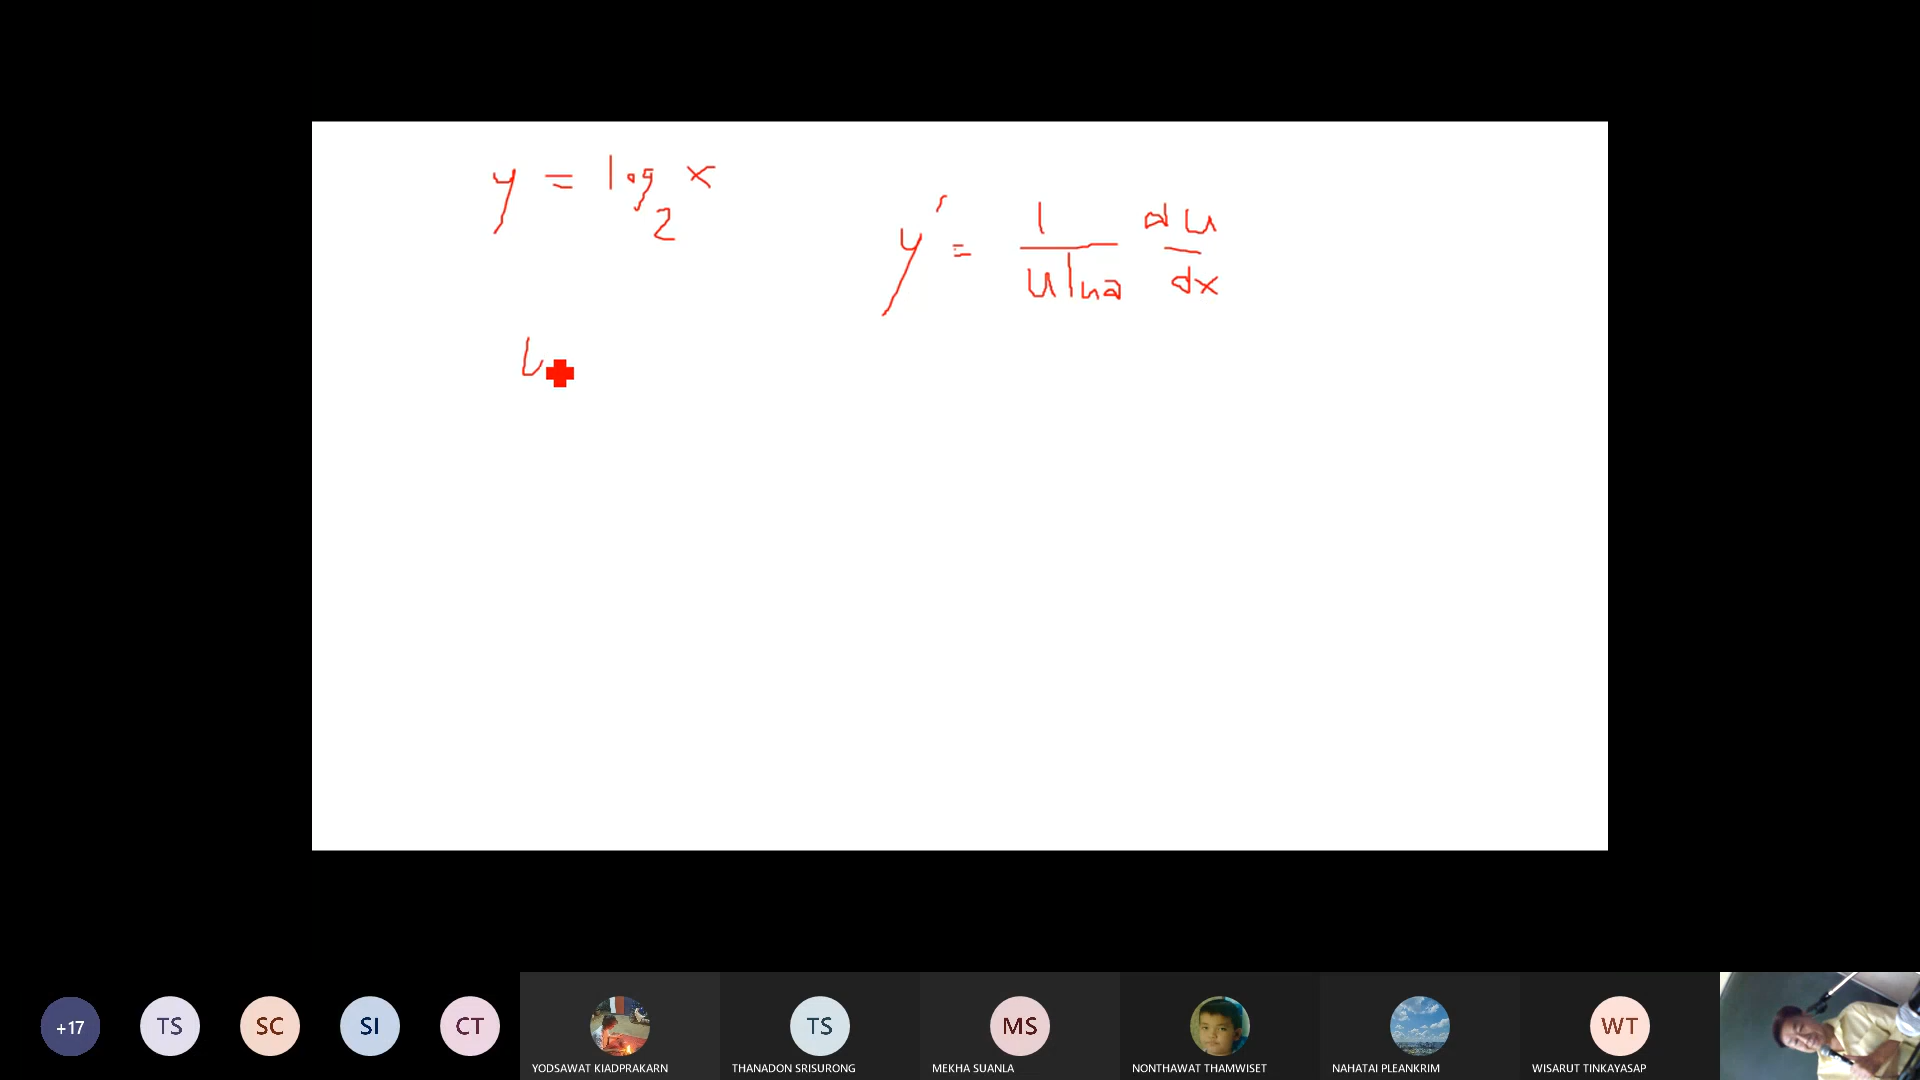 y = log₂ x
y' = 1/(u ln a) du/dx
u
+17 TS SC SI CT TS MS WT
YODSAWAT KIADPRAKARN THANADON SRISURONG MEKHA SUANLA NONTHAWAT THAMWISET NAHATAI PLEANKRIM WISARUT TINKAYASAP